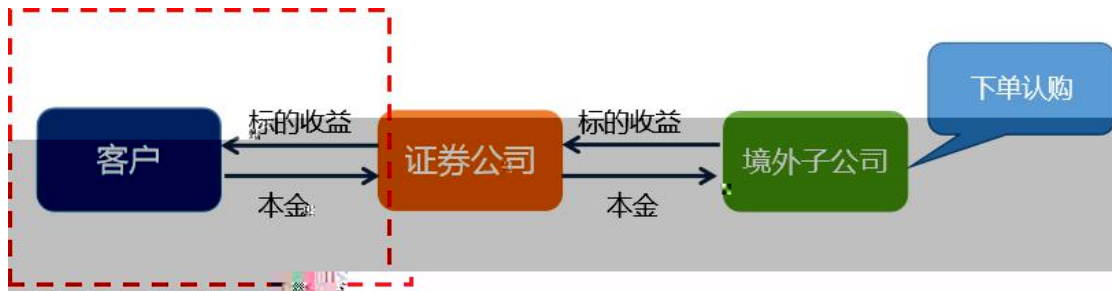 下单认购
标的收益
标的收益
客户
证券公司
境外子公司
本金
本金